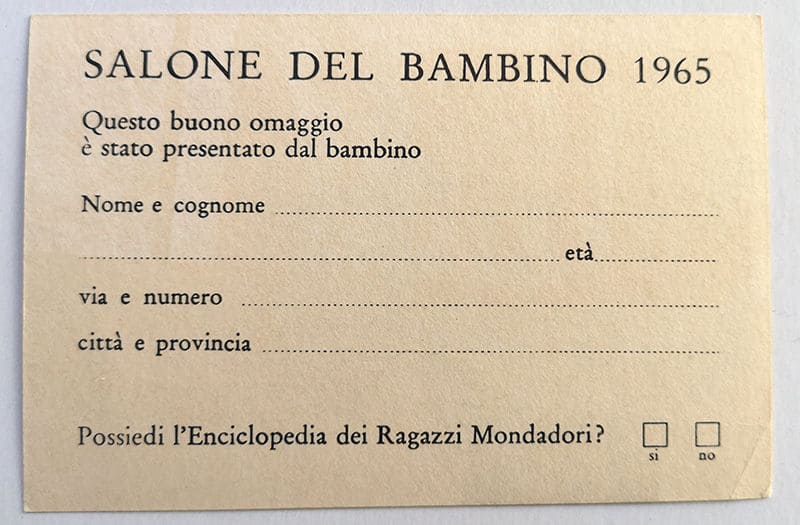 SALONE DEL BAMBINO 1965
Questo buono omaggio
è stato presentato dal bambino
Nome e cognome
età
via e numero
città e provincia
Possiedi l'Enciclopedia dei Ragazzi Mondadori?
si no